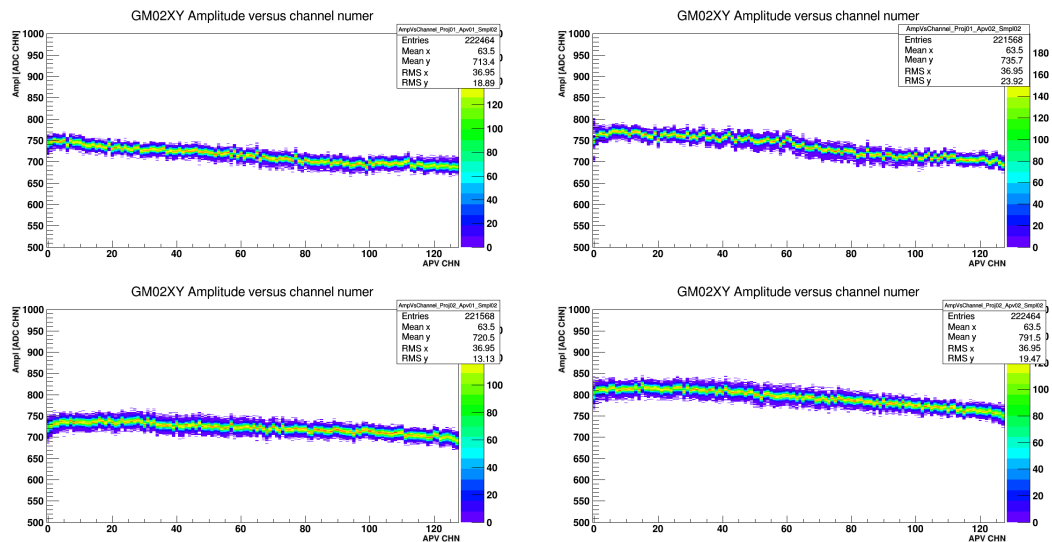 GM02XY Amplitude versus channel numer
AmpVsChannel_Proj01_Apv01_Smpl02
Entries 222464
Mean x 63.5
Mean y 713.4
RMS x 36.95
RMS y 18.89
Ampl [ADC CHN]
1000
950
900
850
800
750
700
650
600
550
500
0 20 40 60 80 100 120
APV CHN
120
100
80
60
40
20
0
GM02XY Amplitude versus channel numer
AmpVsChannel_Proj01_Apv02_Smpl02
Entries 221568
Mean x 63.5
Mean y 735.7
RMS x 36.95
RMS y 23.92
Ampl [ADC CHN]
1000
950
900
850
800
750
700
650
600
550
500
0 20 40 60 80 100 120
APV CHN
180
160
140
120
100
80
60
40
20
0
GM02XY Amplitude versus channel numer
AmpVsChannel_Proj02_Apv01_Smpl02
Entries 221568
Mean x 63.5
Mean y 720.5
RMS x 36.95
RMS y 13.13
Ampl [ADC CHN]
1000
950
900
850
800
750
700
650
600
550
500
0 20 40 60 80 100 120
APV CHN
100
80
60
40
20
0
GM02XY Amplitude versus channel numer
AmpVsChannel_Proj02_Apv02_Smpl02
Entries 222464
Mean x 63.5
Mean y 791.5
RMS x 36.95
RMS y 19.47
Ampl [ADC CHN]
1000
950
900
850
800
750
700
650
600
550
500
0 20 40 60 80 100 120
APV CHN
100
80
60
40
20
0